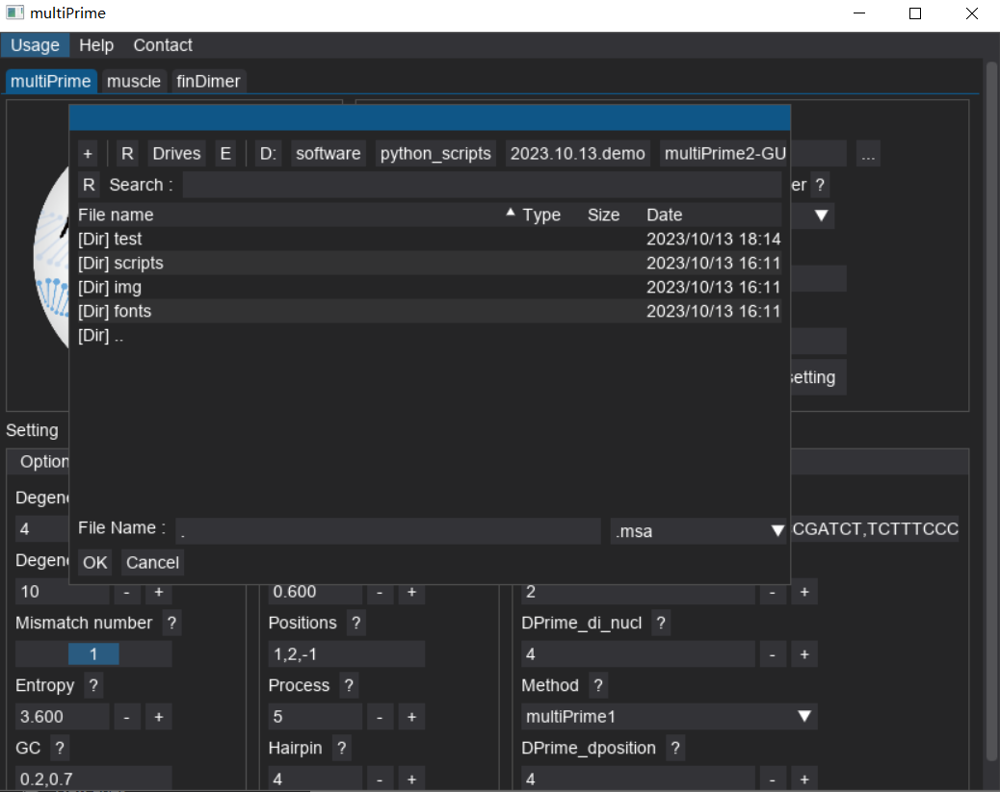 multiPrime
Usage Help Contact
multiPrime muscle finDimer
+ R Drives E D: software python_scripts 2023.10.13.demo multiPrime2-GU ...
R Search : er ?
File name Type Size Date
[Dir] test 2023/10/13 18:14
[Dir] scripts 2023/10/13 16:11
[Dir] img 2023/10/13 16:11
[Dir] fonts 2023/10/13 16:11
[Dir] ..
setting
Setting
Option
Degene
4 File Name : . .msa CGATCT,TCTTTCCC
Degene OK Cancel
10 - + 0.600 - + 2 - +
Mismatch number ? Positions ? DPrime_di_nucl ?
1 1,2,-1 4 - +
Entropy ? Process ? Method ?
3.600 - + 5 - + multiPrime1
GC ? Hairpin ? DPrime_dposition ?
0.2,0.7 4 - + 4 - +